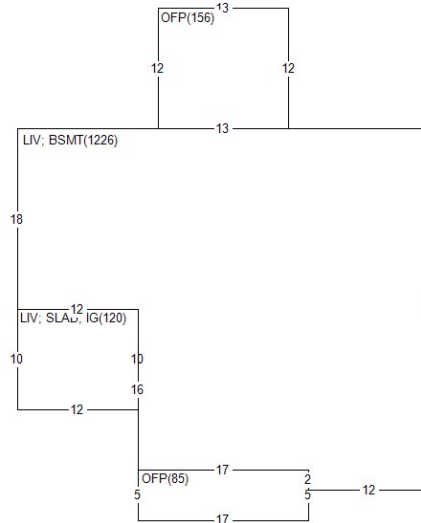 13
OFP(156)
12 12
13
LIV; BSMT(1226)
18
12
LIV; SLAB, IG(120)
10 10
16
12
17
OFP(85) 2
5 5 12
17